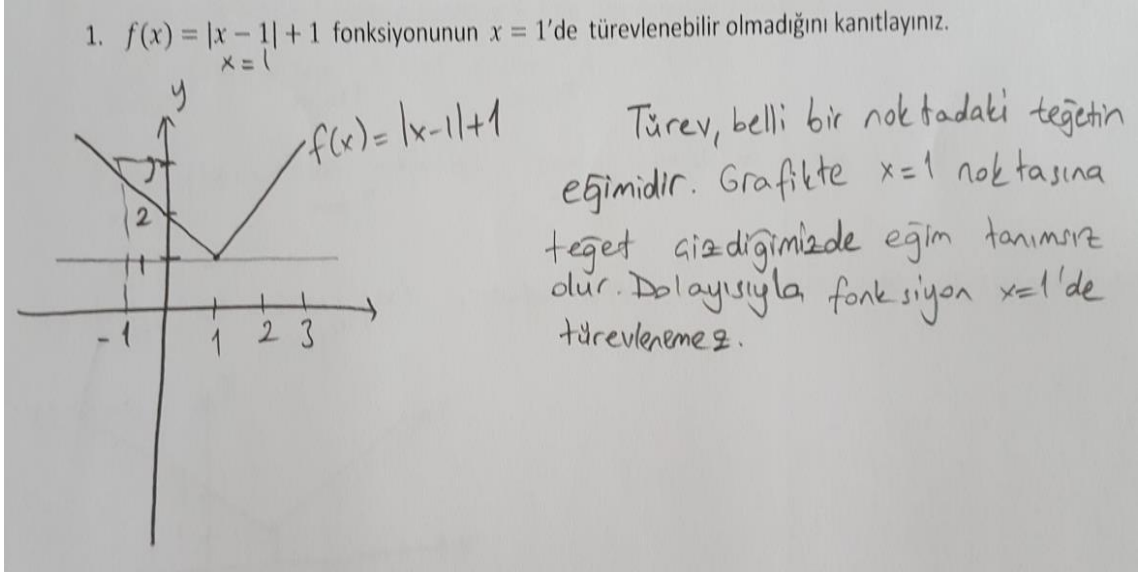 1. f(x) = |x − 1| + 1 fonksiyonunun x = 1'de türevlenebilir olmadığını kanıtlayınız.
x = 1
y
f(x) = |x-1|+1
3
2
1
-1 1 2 3
Türev, belli bir noktadaki teğetin
eğimidir. Grafikte x=1 noktasına
teğet çizdiğimizde eğim tanımsız
olur. Dolayısıyla fonksiyon x=1'de
türevlenemez.